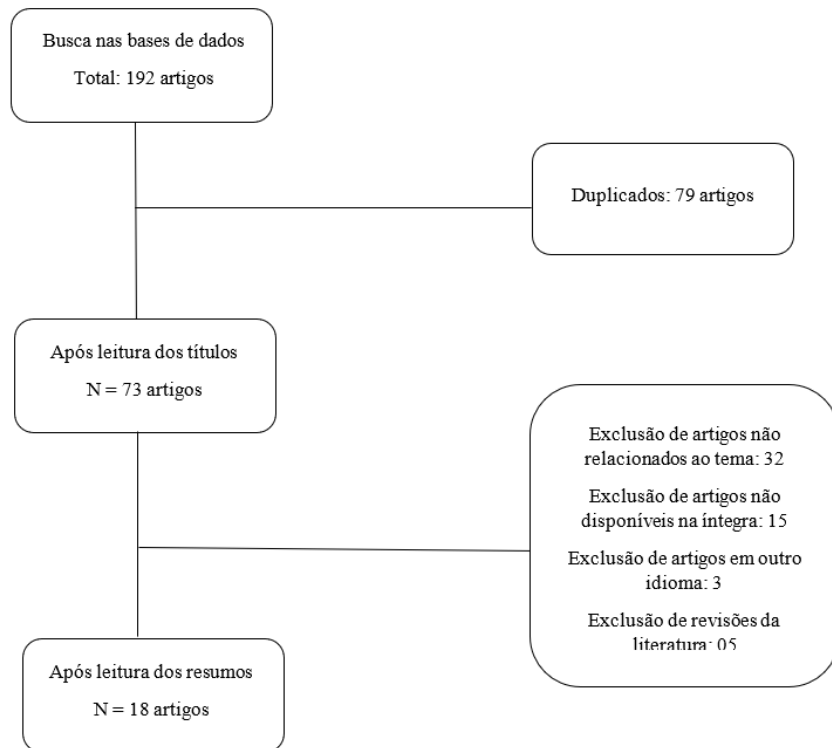 Busca nas bases de dados
Total: 192 artigos
Duplicados: 79 artigos
Após leitura dos títulos
N = 73 artigos
Exclusão de artigos não
relacionados ao tema: 32
Exclusão de artigos não
disponíveis na íntegra: 15
Exclusão de artigos em outro
idioma: 3
Exclusão de revisões da
literatura: 05
Após leitura dos resumos
N = 18 artigos